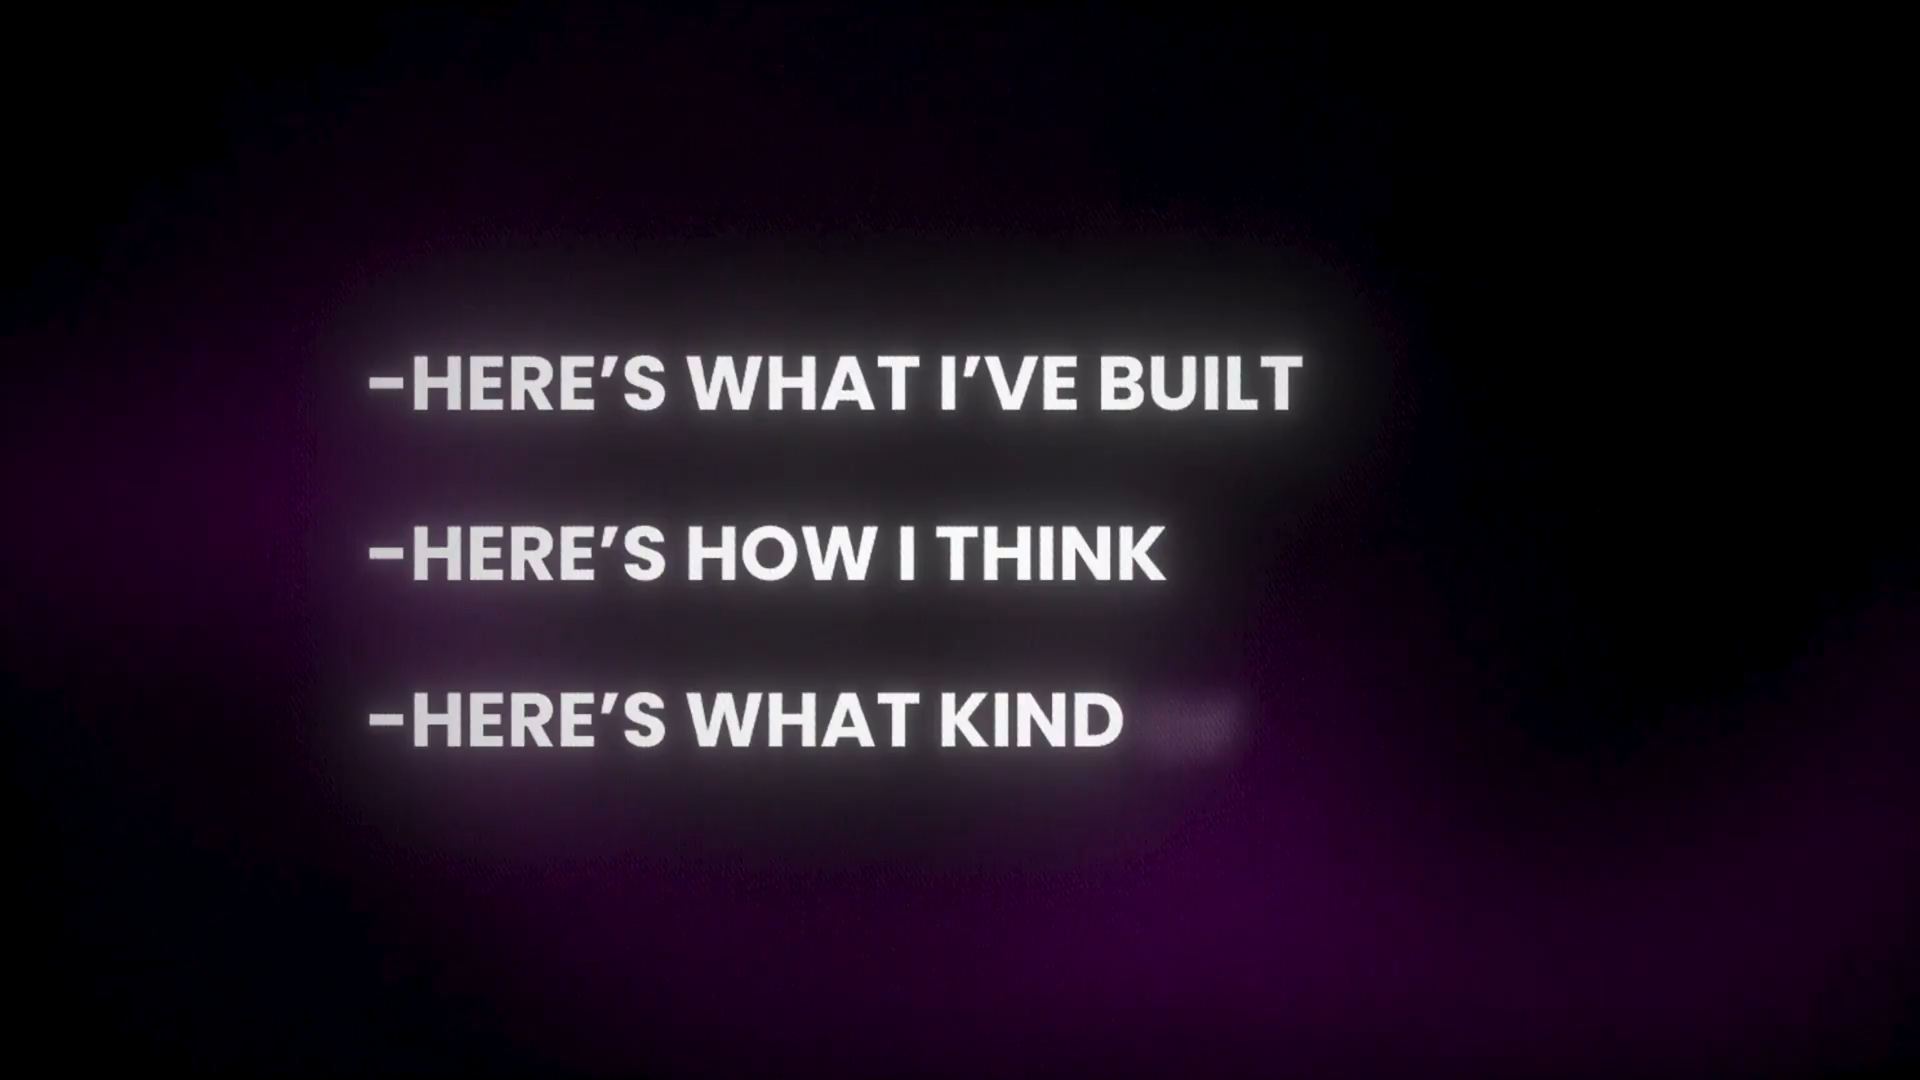 -HERE’S WHAT I’VE BUILT
-HERE’S HOW I THINK
-HERE’S WHAT KIND